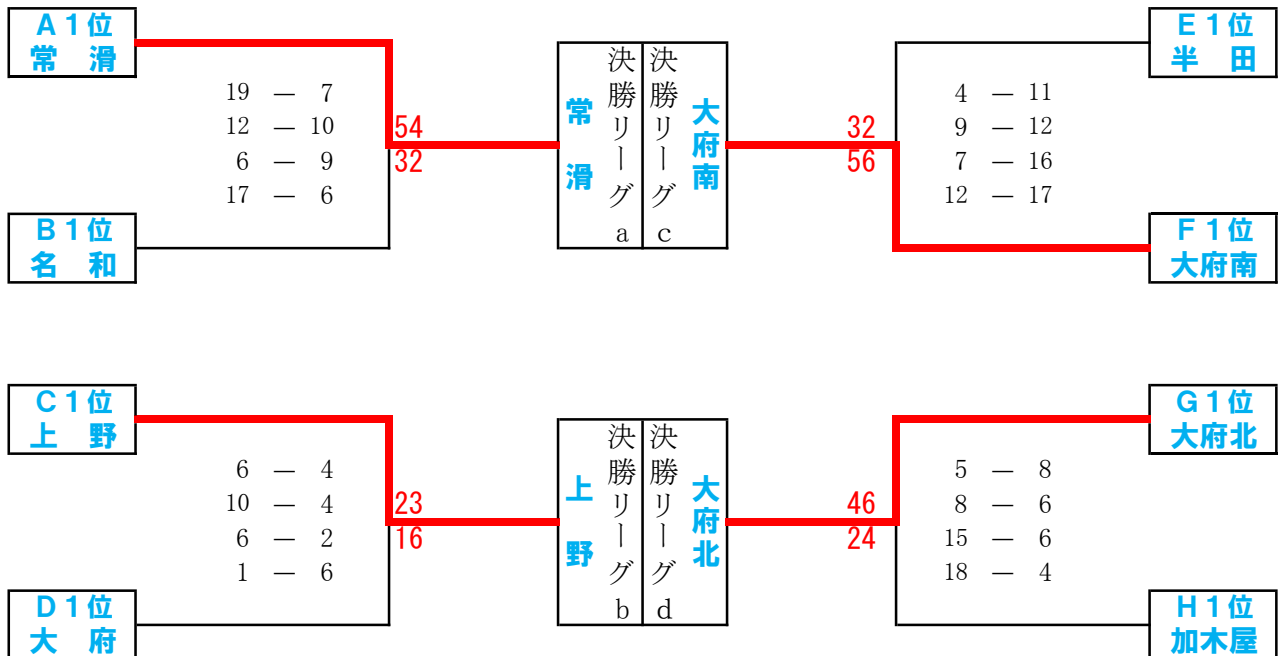 A1位
常　滑
19 － 7
12 － 10
6 － 9
17 － 6
54
32
B1位
名　和
常　滑
決勝リーグ a
決勝リーグ c
大府南
E1位
半　田
4 － 11
9 － 12
7 － 16
12 － 17
32
56
F1位
大府南
C1位
上　野
6 － 4
10 － 4
6 － 2
1 － 6
23
16
D1位
大　府
上　野
決勝リーグ b
決勝リーグ d
大府北
G1位
大府北
5 － 8
8 － 6
15 － 6
18 － 4
46
24
H1位
加木屋